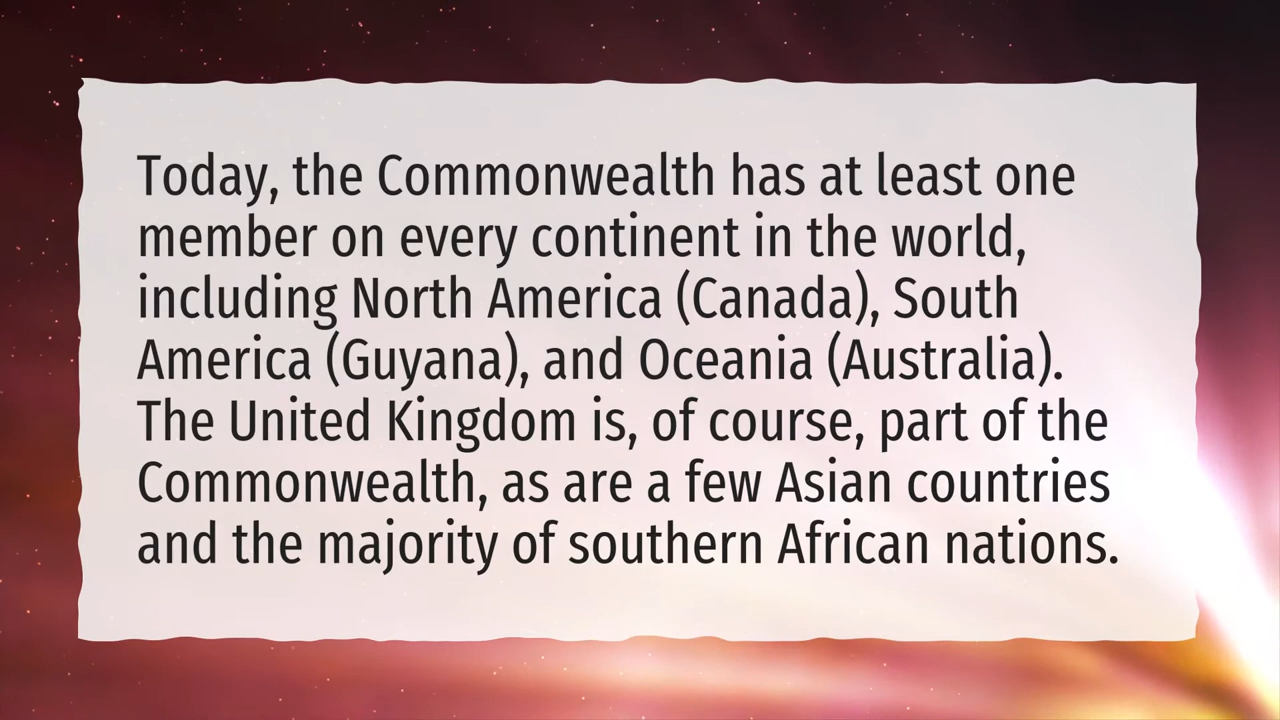 Today, the Commonwealth has at least one
member on every continent in the world,
including North America (Canada), South
America (Guyana), and Oceania (Australia).
The United Kingdom is, of course, part of the
Commonwealth, as are a few Asian countries
and the majority of southern African nations.